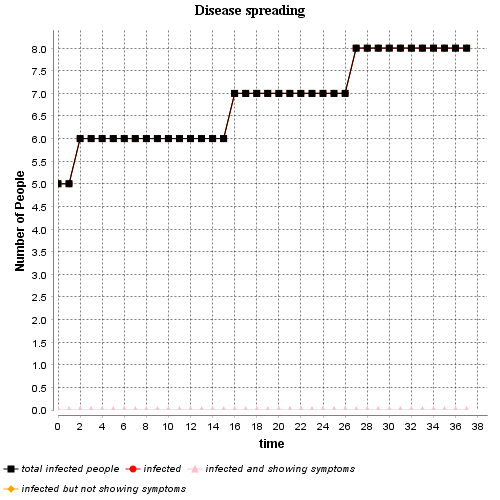 Disease spreading
Number of People
8.0
7.5
7.0
6.5
6.0
5.5
5.0
4.5
4.0
3.5
3.0
2.5
2.0
1.5
1.0
0.5
0.0
0 2 4 6 8 10 12 14 16 18 20 22 24 26 28 30 32 34 36 38
time
total infected people infected infected and showing symptoms
infected but not showing symptoms